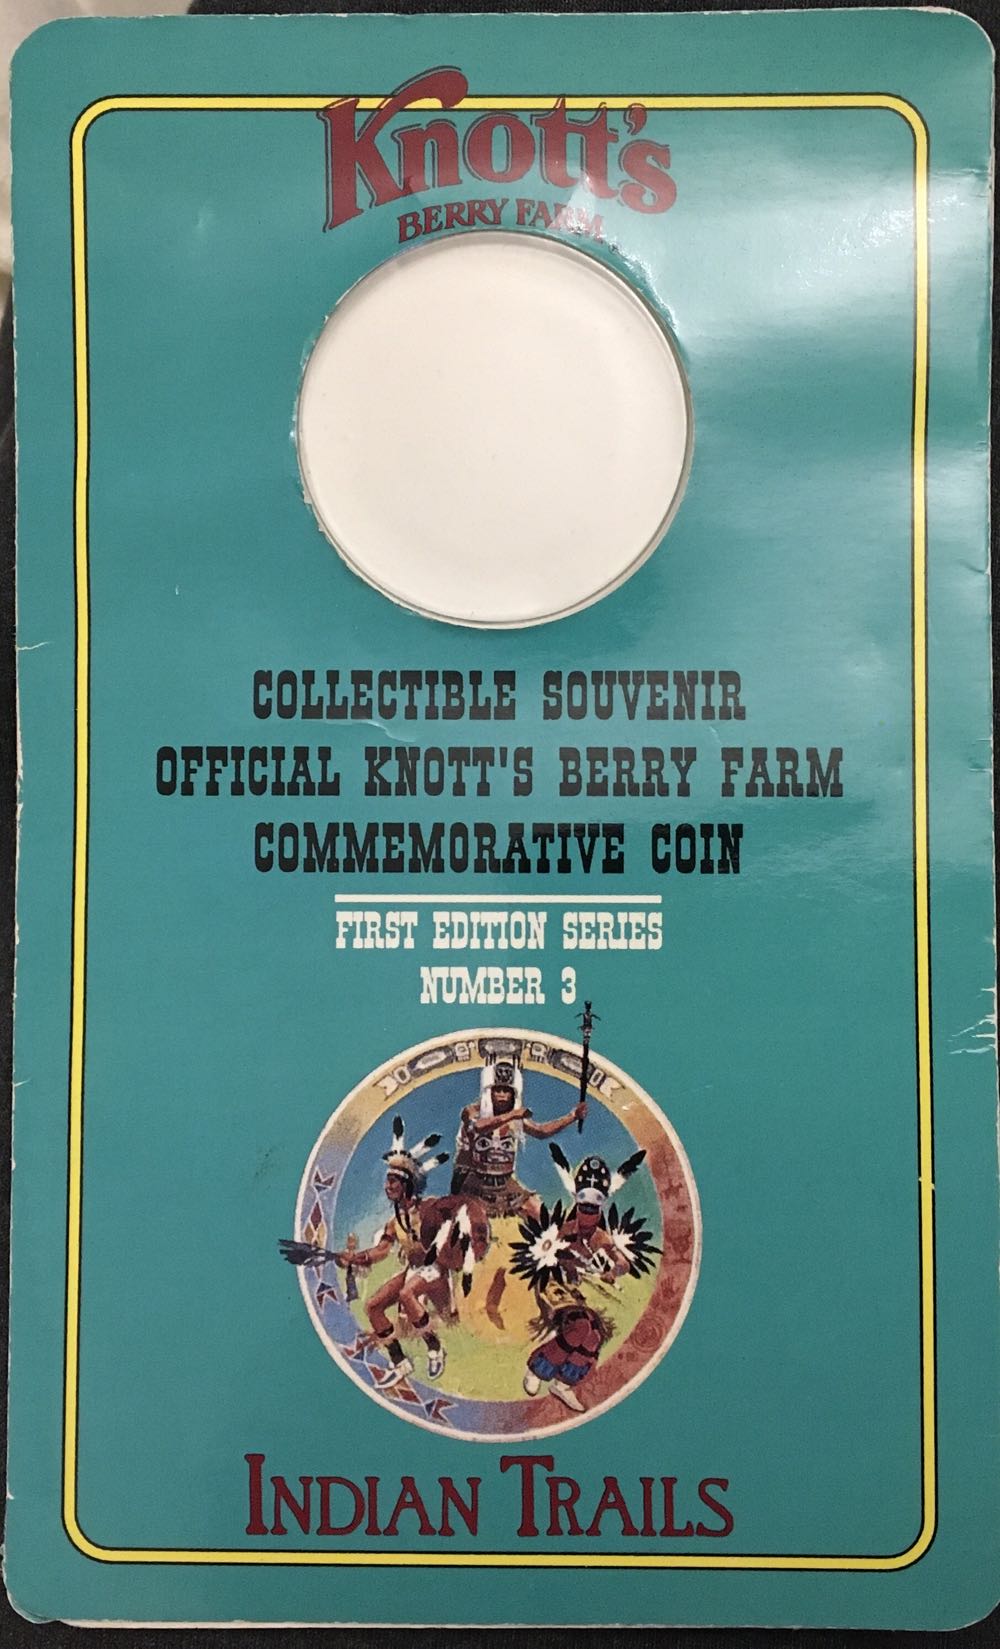 Knott's
BERRY FARM
COLLECTIBLE SOUVENIR
OFFICIAL KNOTT'S BERRY FARM
COMMEMORATIVE COIN
FIRST EDITION SERIES
NUMBER 3
INDIAN TRAILS